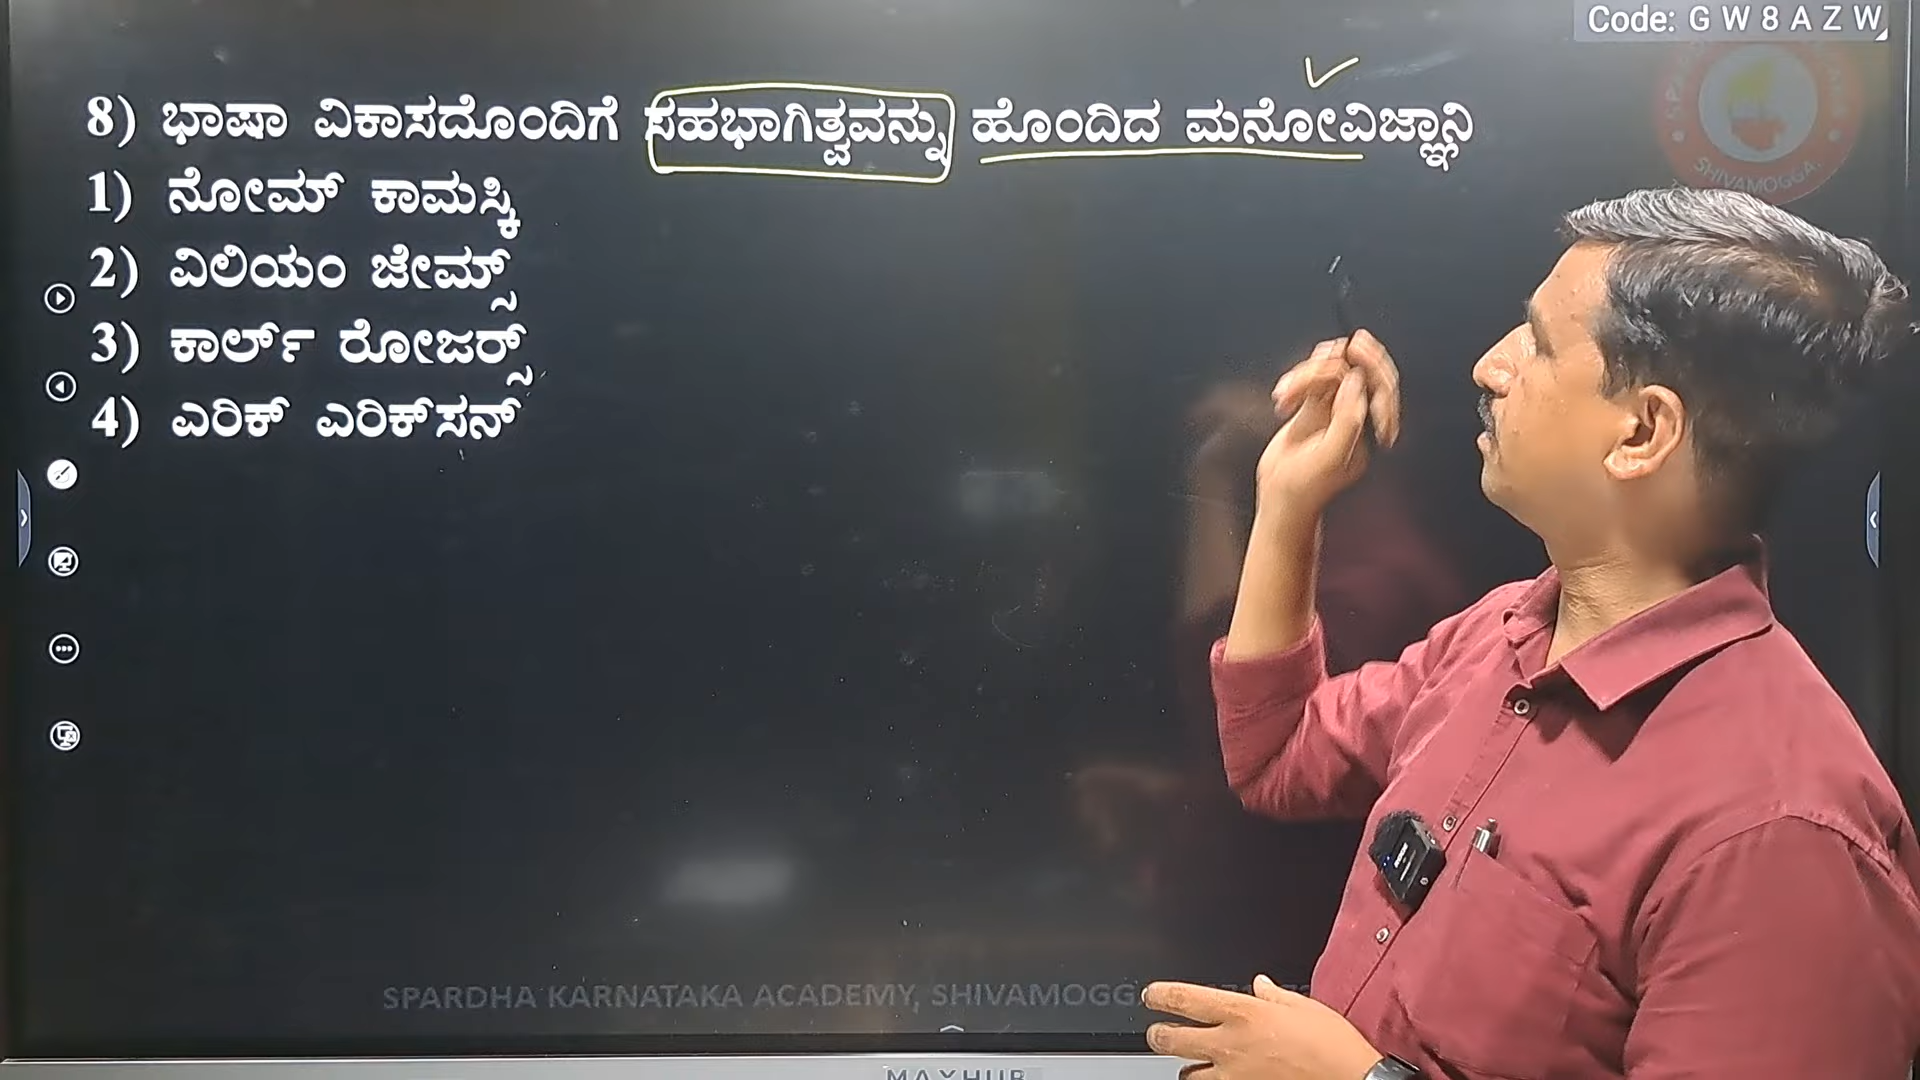 Code: G W 8 A Z W
8) ಭಾಷಾ ವಿಕಾಸದೊಂದಿಗೆ ಸಹಭಾಗಿತ್ವವನ್ನು ಹೊಂದಿದ ಮನೋವಿಜ್ಞಾನಿ
1) ನೋಮ್ ಕಾಮಸ್ಕಿ
2) ವಿಲಿಯಂ ಜೇಮ್ಸ್
3) ಕಾರ್ಲ್ ರೋಜರ್ಸ್
4) ಎರಿಕ್ ಎರಿಕ್‌ಸನ್
SHIVAMOGGA.
SPARDHA KARNATAKA ACADEMY, SHIVAMOGGA
MAXHUB